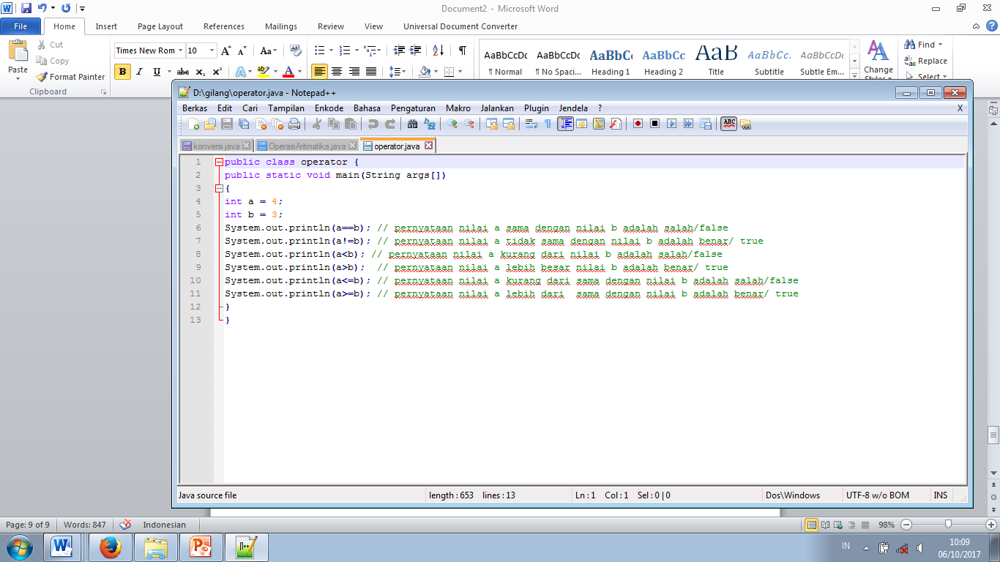 Document2 - Microsoft Word
File Home Insert Page Layout References Mailings Review View Universal Document Converter
Paste
Cut
Copy
Format Painter
Clipboard
Times New Rom 10
AaBbCcDc AaBbCcDc AaBbCc AaBbCc AaB AaBbCc. AaBbCcDc
¶ Normal ¶ No Spaci... Heading 1 Heading 2 Title Subtitle Subtle Em...
Change Styles
Find
Replace
Select
D:\gilang\operator.java - Notepad++
Berkas Edit Cari Tampilan Enkode Bahasa Pengaturan Makro Jalankan Plugin Jendela ? X
konversi.java OperasiAritmatika.java operator.java
1 public class operator {
2 public static void main(String args[])
3 {
4 int a = 4;
5 int b = 3;
6 System.out.println(a==b); // pernyataan nilai a sama dengan nilai b adalah salah/false
7 System.out.println(a!=b); // pernyataan nilai a tidak sama dengan nilai b adalah benar/ true
8 System.out.println(a<b); // pernyataan nilai a kurang dari nilai b adalah salah/false
9 System.out.println(a>b);  // pernyataan nilai a lebih besar nilai b adalah benar/ true
10 System.out.println(a<=b); // pernyataan nilai a kurang dari sama dengan nilai b adalah salah/false
11 System.out.println(a>=b); // pernyataan nilai a lebih dari  sama dengan nilai b adalah benar/ true
12 }
13 }
Java source file length : 653 lines : 13 Ln : 1 Col : 1 Sel : 0 | 0 Dos\Windows UTF-8 w/o BOM INS
Page: 9 of 9 Words: 847 Indonesian 98%
IN 10:09
06/10/2017